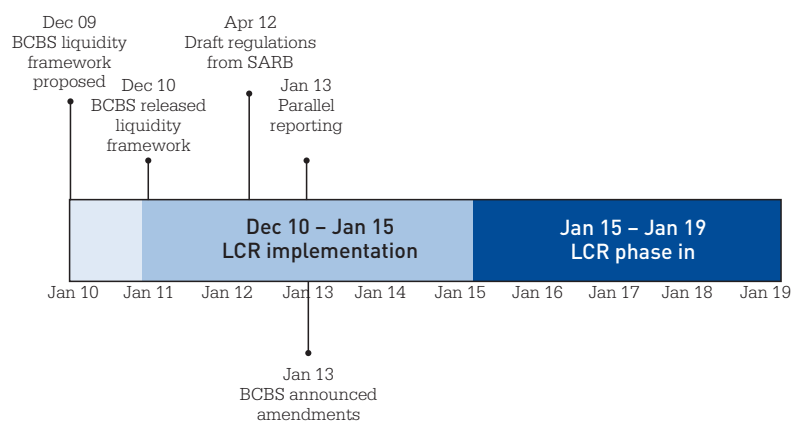 Dec 09
BCBS liquidity
framework
proposed
Dec 10
BCBS released
liquidity
framework
Apr 12
Draft regulations
from SARB
Jan 13
Parallel
reporting
Dec 10 – Jan 15
LCR implementation
Jan 15 – Jan 19
LCR phase in
Jan 10 Jan 11 Jan 12 Jan 13 Jan 14 Jan 15 Jan 16 Jan 17 Jan 18 Jan 19
Jan 13
BCBS announced
amendments